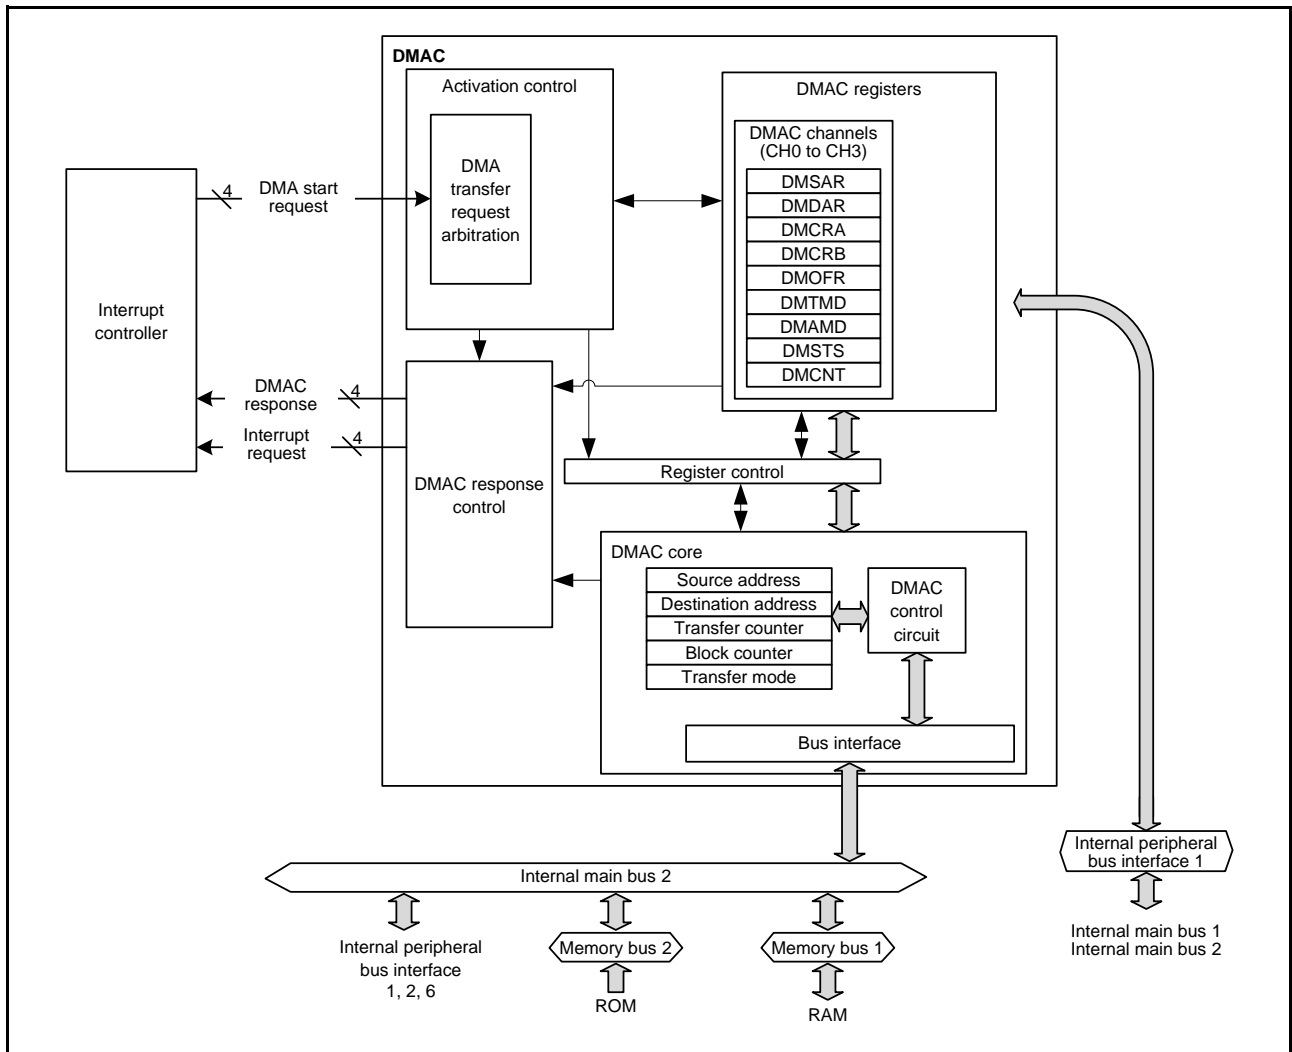 DMAC
Activation control
DMA
transfer
request
arbitration
DMAC registers
DMAC channels
(CH0 to CH3)
DMSAR
DMDAR
DMCRA
DMCRB
DMOFR
DMTMD
DMAMD
DMSTS
DMCNT
Interrupt
controller
4
DMA start
request
DMAC
response
4
Interrupt
request
4
DMAC response
control
Register control
DMAC core
Source address
Destination address
Transfer counter
Block counter
Transfer mode
DMAC
control
circuit
Bus interface
Internal main bus 2
Internal peripheral
bus interface
1, 2, 6
Memory bus 2
ROM
Memory bus 1
RAM
Internal peripheral
bus interface 1
Internal main bus 1
Internal main bus 2